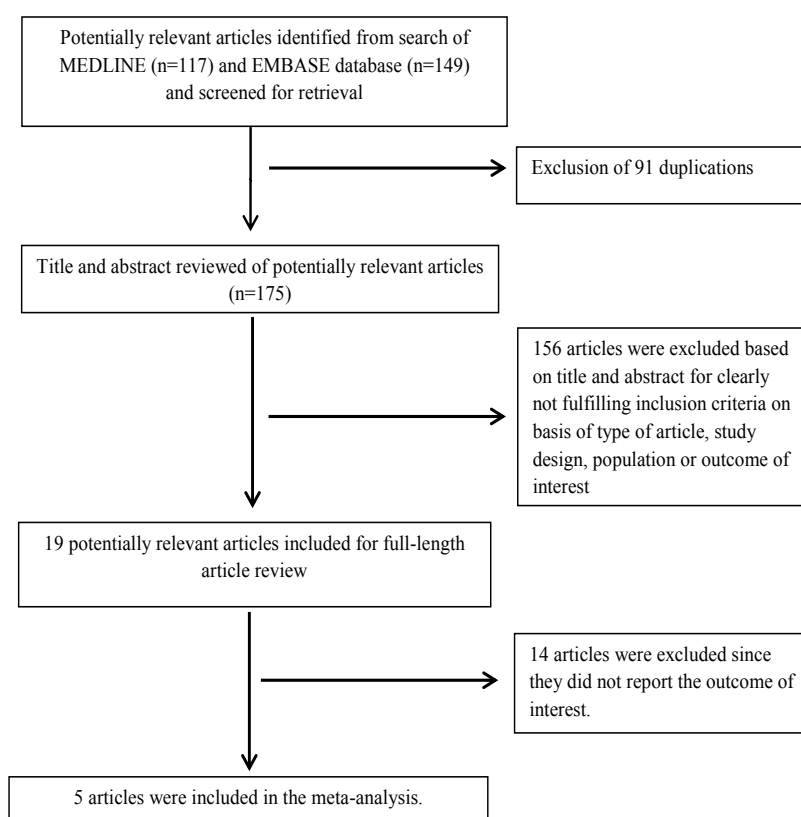 Potentially relevant articles identified from search of
MEDLINE (n=117) and EMBASE database (n=149)
and screened for retrieval
Exclusion of 91 duplications
Title and abstract reviewed of potentially relevant articles
(n=175)
156 articles were excluded based
on title and abstract for clearly
not fulfilling inclusion criteria on
basis of type of article, study
design, population or outcome of
interest
19 potentially relevant articles included for full-length
article review
14 articles were excluded since
they did not report the outcome of
interest.
5 articles were included in the meta-analysis.